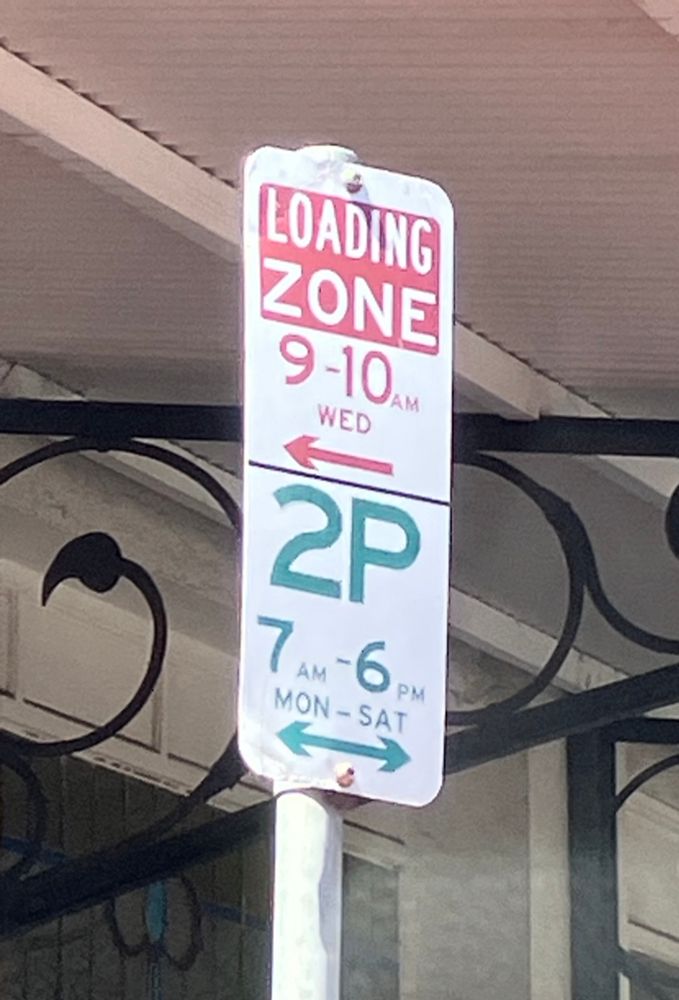 LOADING
ZONE
9-10AM
WED
2P
7AM-6PM
MON-SAT